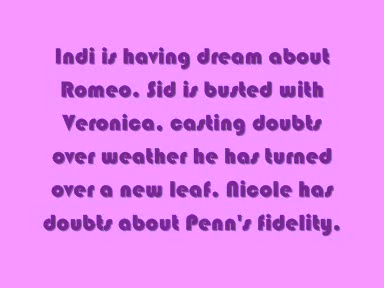 Indi is having dream about
Romeo. Sid is busted with
Veronica, casting doubts
over weather he has turned
over a new leaf. Nicole has
doubts about Penn's fidelity.